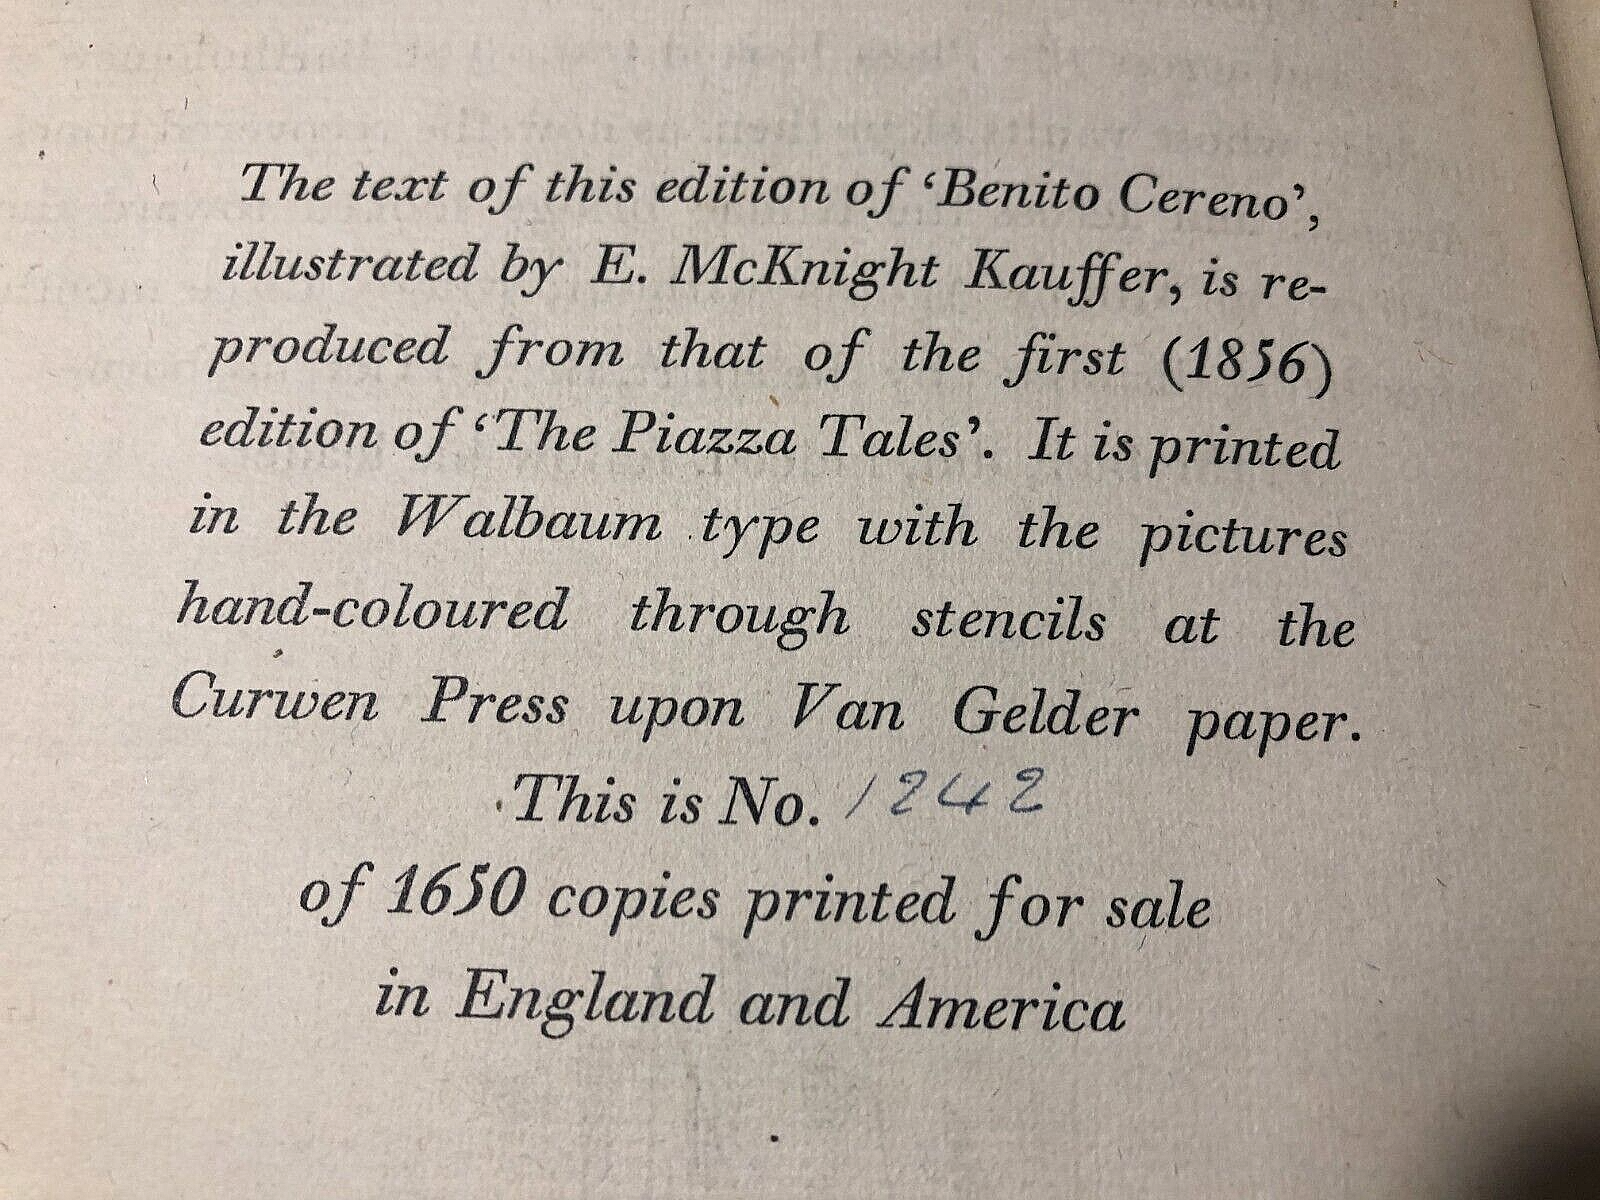 The text of this edition of ‘Benito Cereno’,
illustrated by E. McKnight Kauffer, is re-
produced from that of the first (1856)
edition of ‘The Piazza Tales’. It is printed
in the Walbaum type with the pictures
hand-coloured through stencils at the
Curwen Press upon Van Gelder paper.
This is No. 1242
of 1650 copies printed for sale
in England and America